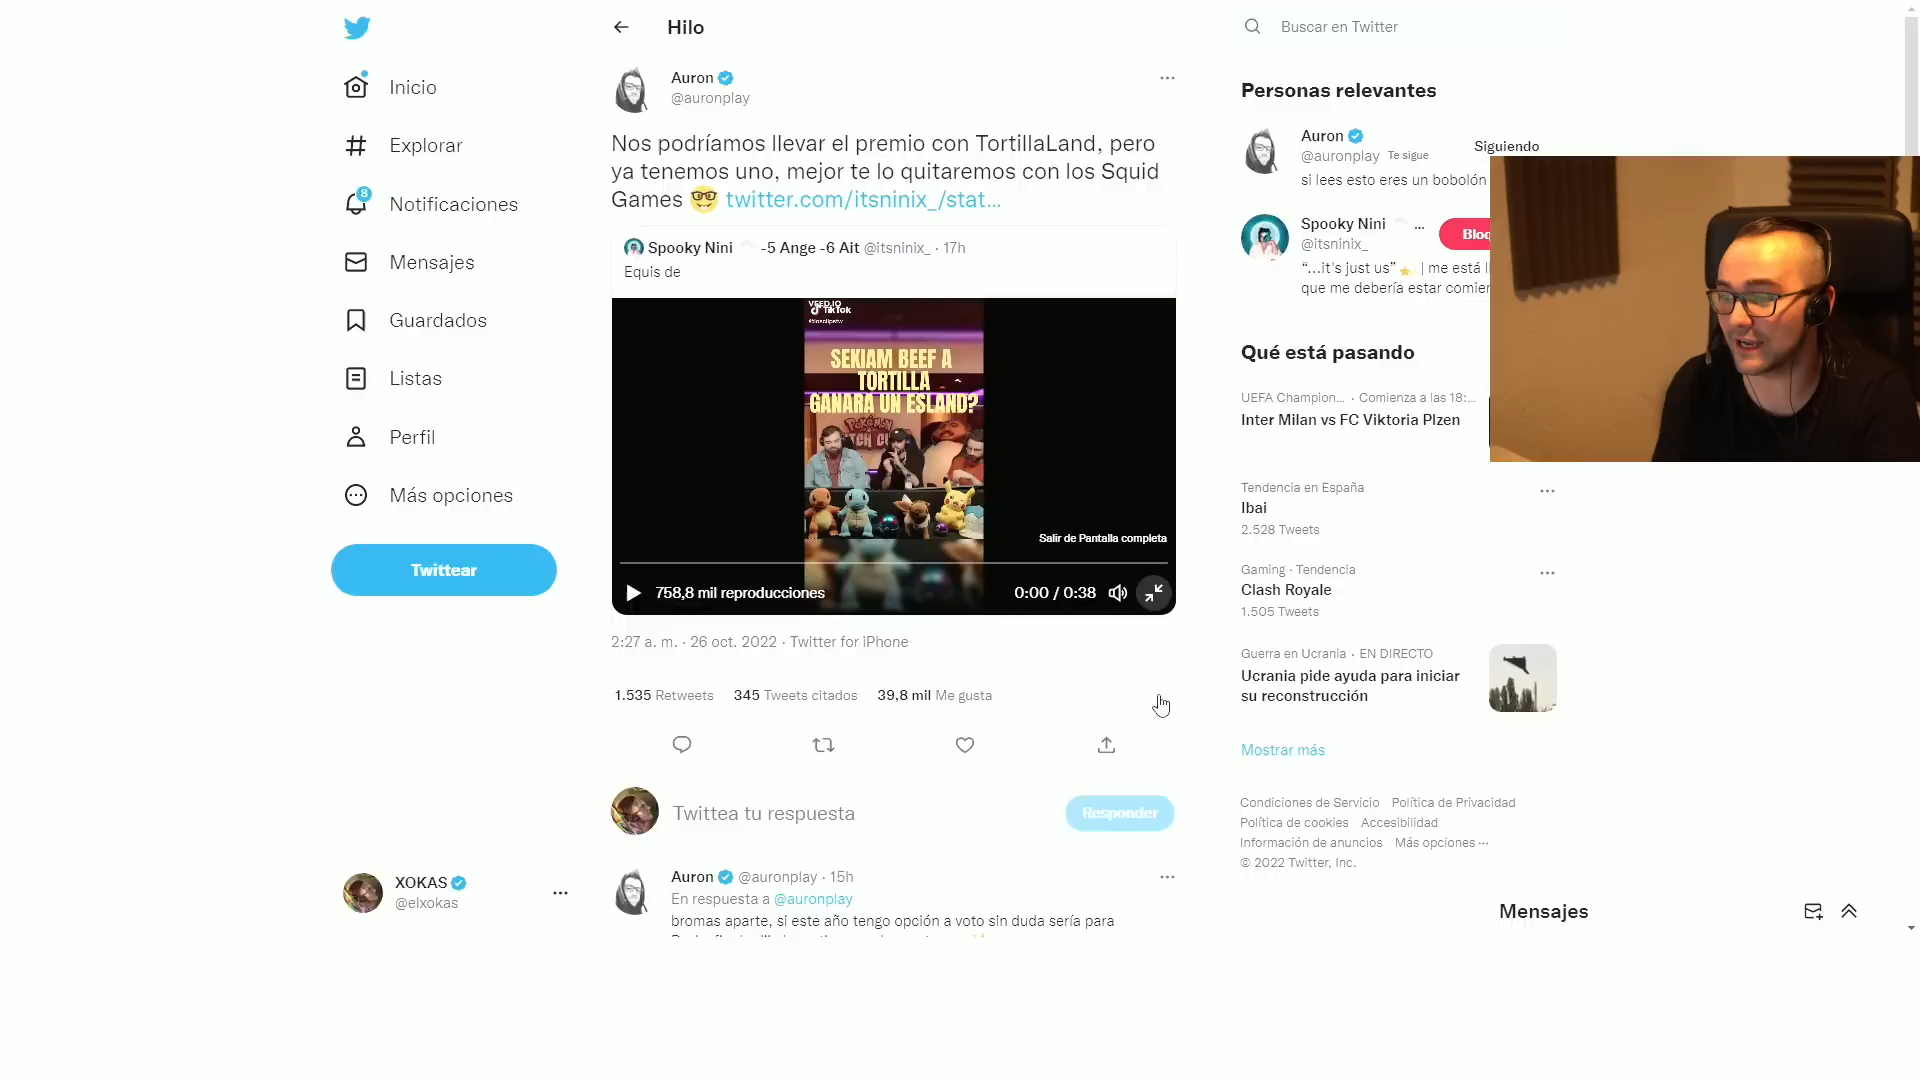 Hilo
Buscar en Twitter
Inicio
Explorar
8
Notificaciones
Mensajes
Guardados
Listas
Perfil
Más opciones
Twittear
XOKAS
@elxokas
Auron
@auronplay
Nos podríamos llevar el premio con TortillaLand, pero
ya tenemos uno, mejor te lo quitaremos con los Squid
Games 🤓 twitter.com/itsninix_/stat...
Spooky Nini -5 Ange -6 Ait @itsninix_ · 17h
Equis de
VEED.IO
TikTok
SEKIAM BEEF A
TORTILLA
GANARA UN ESLAND?
Salir de Pantalla completa
758,8 mil reproducciones
0:00 / 0:38
2:27 a. m. · 26 oct. 2022 · Twitter for iPhone
1.535 Retweets 345 Tweets citados 39,8 mil Me gusta
Twittea tu respuesta
Responder
Auron @auronplay · 15h
En respuesta a @auronplay
bromas aparte, si este año tengo opción a voto sin duda sería para
Personas relevantes
Auron
@auronplay Te sigue
Siguiendo
si lees esto eres un bobolón
Spooky Nini ...
@itsninix_
Bloq
"...it's just us"⭐ | me está ll
que me debería estar comier
Qué está pasando
UEFA Champion... · Comienza a las 18:...
Inter Milan vs FC Viktoria Plzen
Tendencia en España
Ibai
2.528 Tweets
Gaming · Tendencia
Clash Royale
1.505 Tweets
Guerra en Ucrania · EN DIRECTO
Ucrania pide ayuda para iniciar
su reconstrucción
Mostrar más
Condiciones de Servicio Política de Privacidad
Política de cookies Accesibilidad
Información de anuncios Más opciones ···
© 2022 Twitter, Inc.
Mensajes